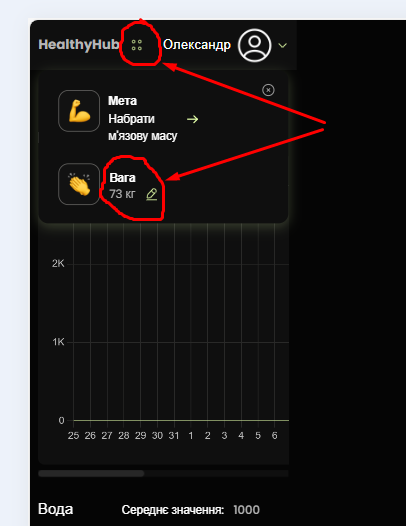 HealthyHub Олександр
Мета
Набрати
м'язову масу
Вага
73 кг
2K
1K
0
25 26 27 28 29 30 31 1 2 3 4 5 6
Вода Середнє значення: 1000